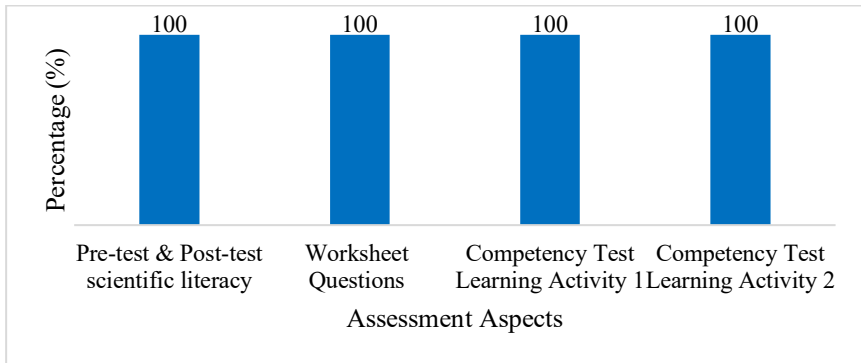 100 100 100 100
Percentage (%)
Pre-test & Post-test Worksheet Competency Test Competency Test
scientific literacy Questions Learning Activity 1 Learning Activity 2
Assessment Aspects